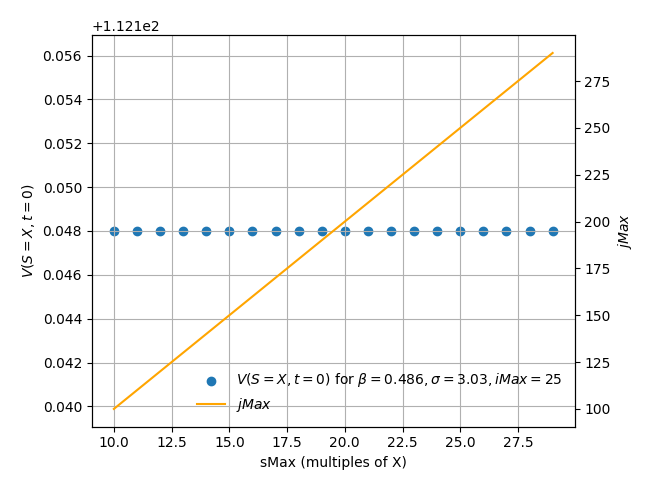 +1.121e2
0.056
0.054
0.052
0.050
0.048
0.046
0.044
0.042
0.040
V(S = X, t = 0)
275
250
225
200
175
150
125
100
jMax
V(S = X, t = 0) for β = 0.486, σ = 3.03, iMax = 25
jMax
10.0 12.5 15.0 17.5 20.0 22.5 25.0 27.5
sMax (multiples of X)